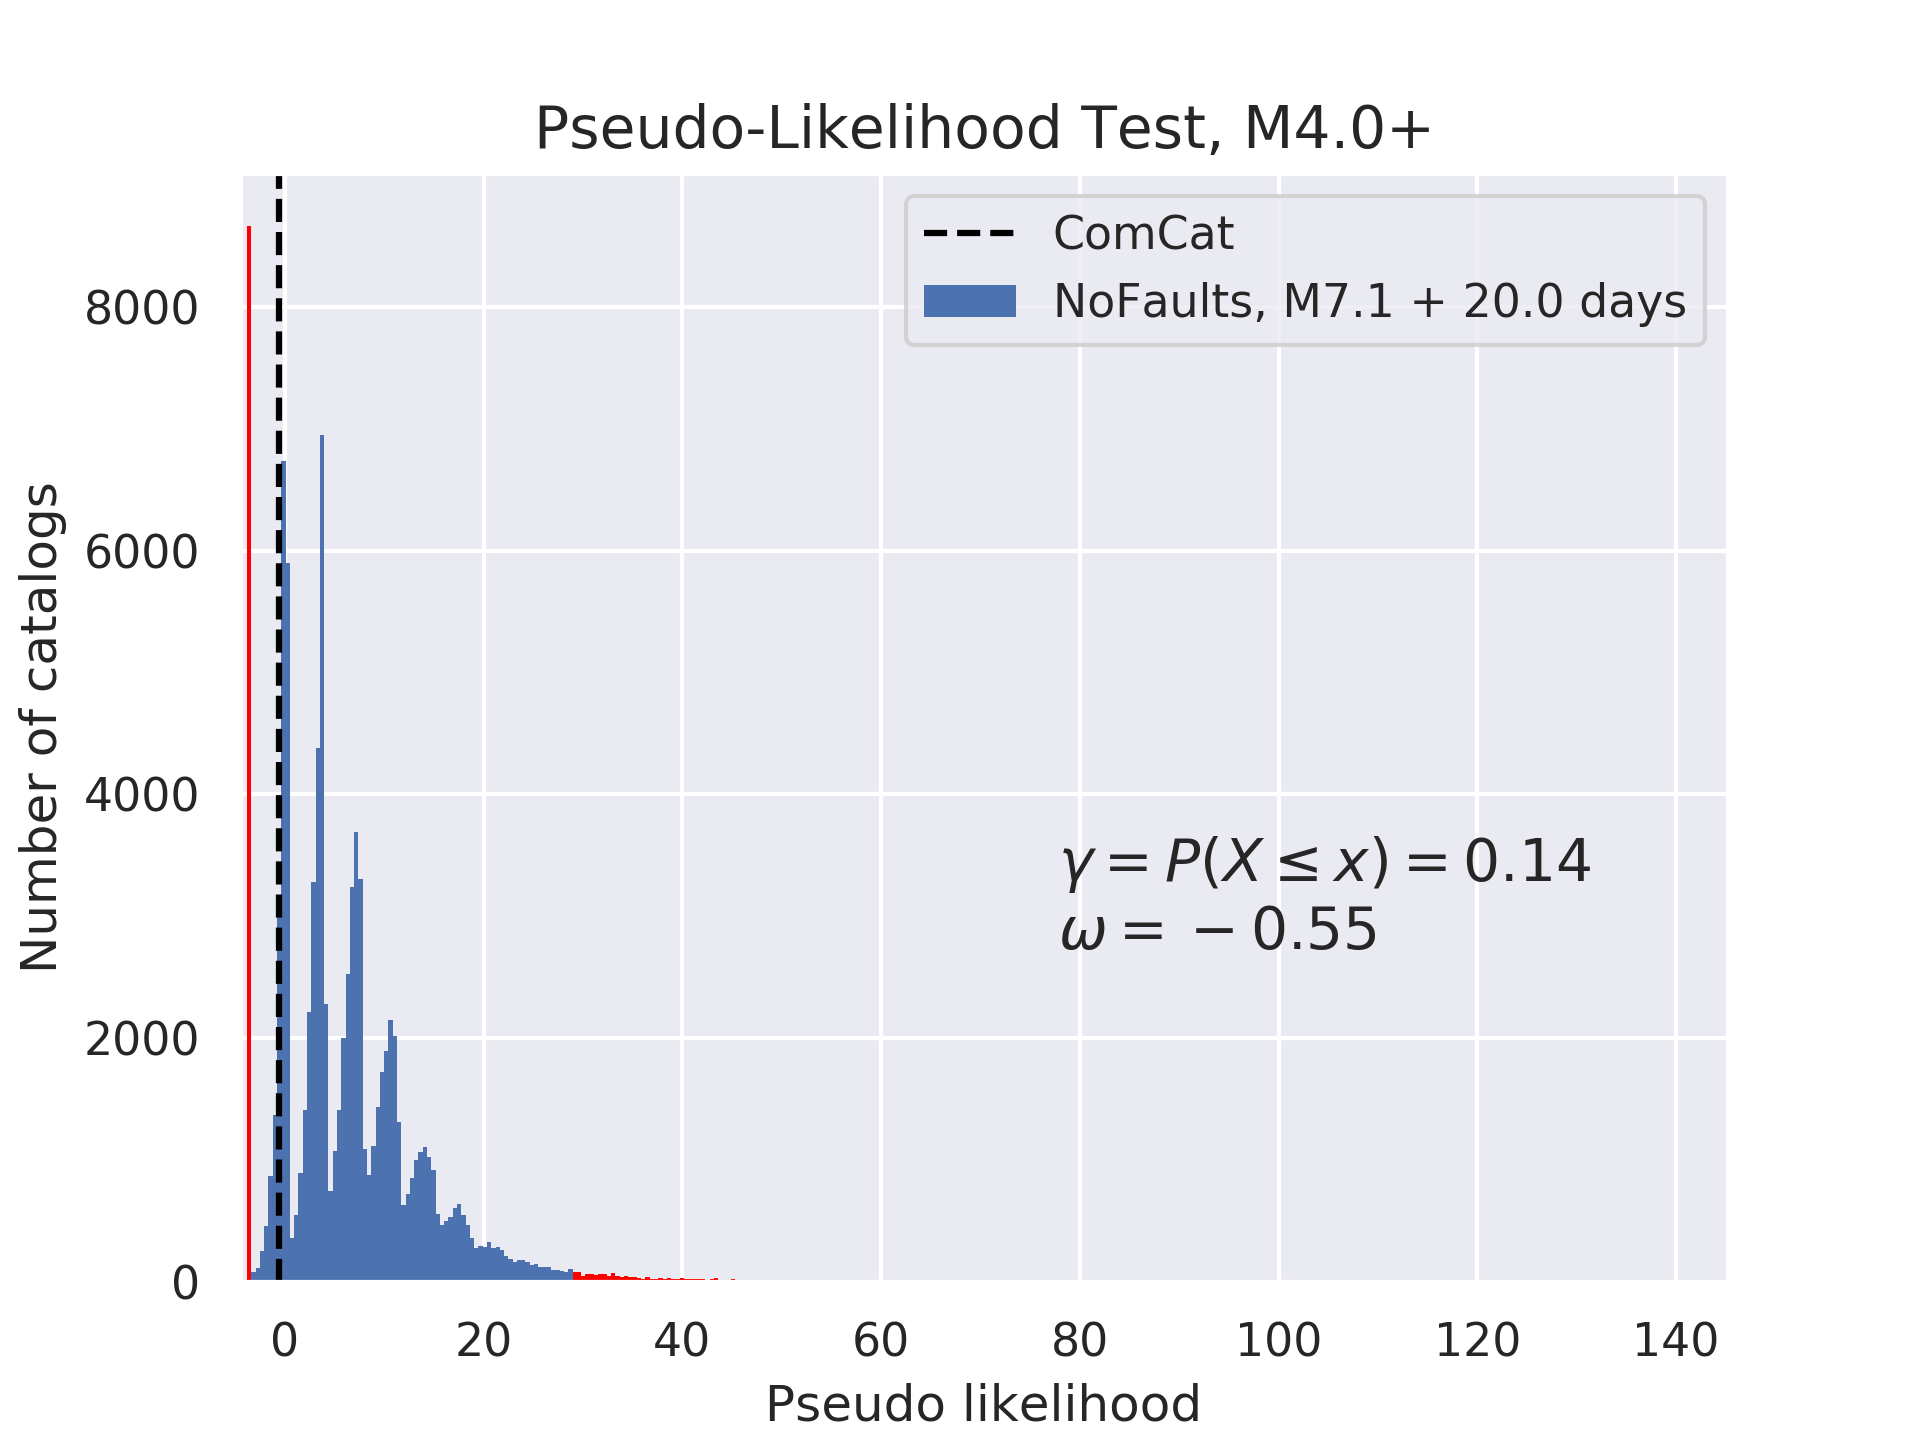 Pseudo-Likelihood Test, M4.0+
ComCat
NoFaults, M7.1 + 20.0 days
8000
6000
4000
2000
0
Number of catalogs
γ = P(X ≤ x) = 0.14
ω = − 0.55
0 20 40 60 80 100 120 140
Pseudo likelihood